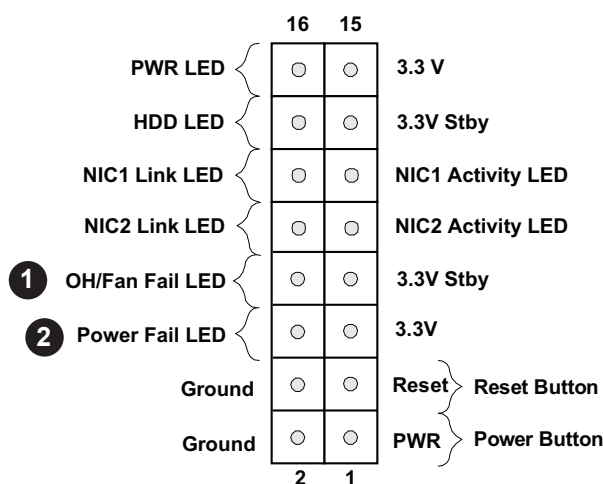 16 15
PWR LED 3.3 V
HDD LED 3.3V Stby
NIC1 Link LED NIC1 Activity LED
NIC2 Link LED NIC2 Activity LED
1 OH/Fan Fail LED 3.3V Stby
2 Power Fail LED 3.3V
Ground Reset Reset Button
Ground PWR Power Button
2 1